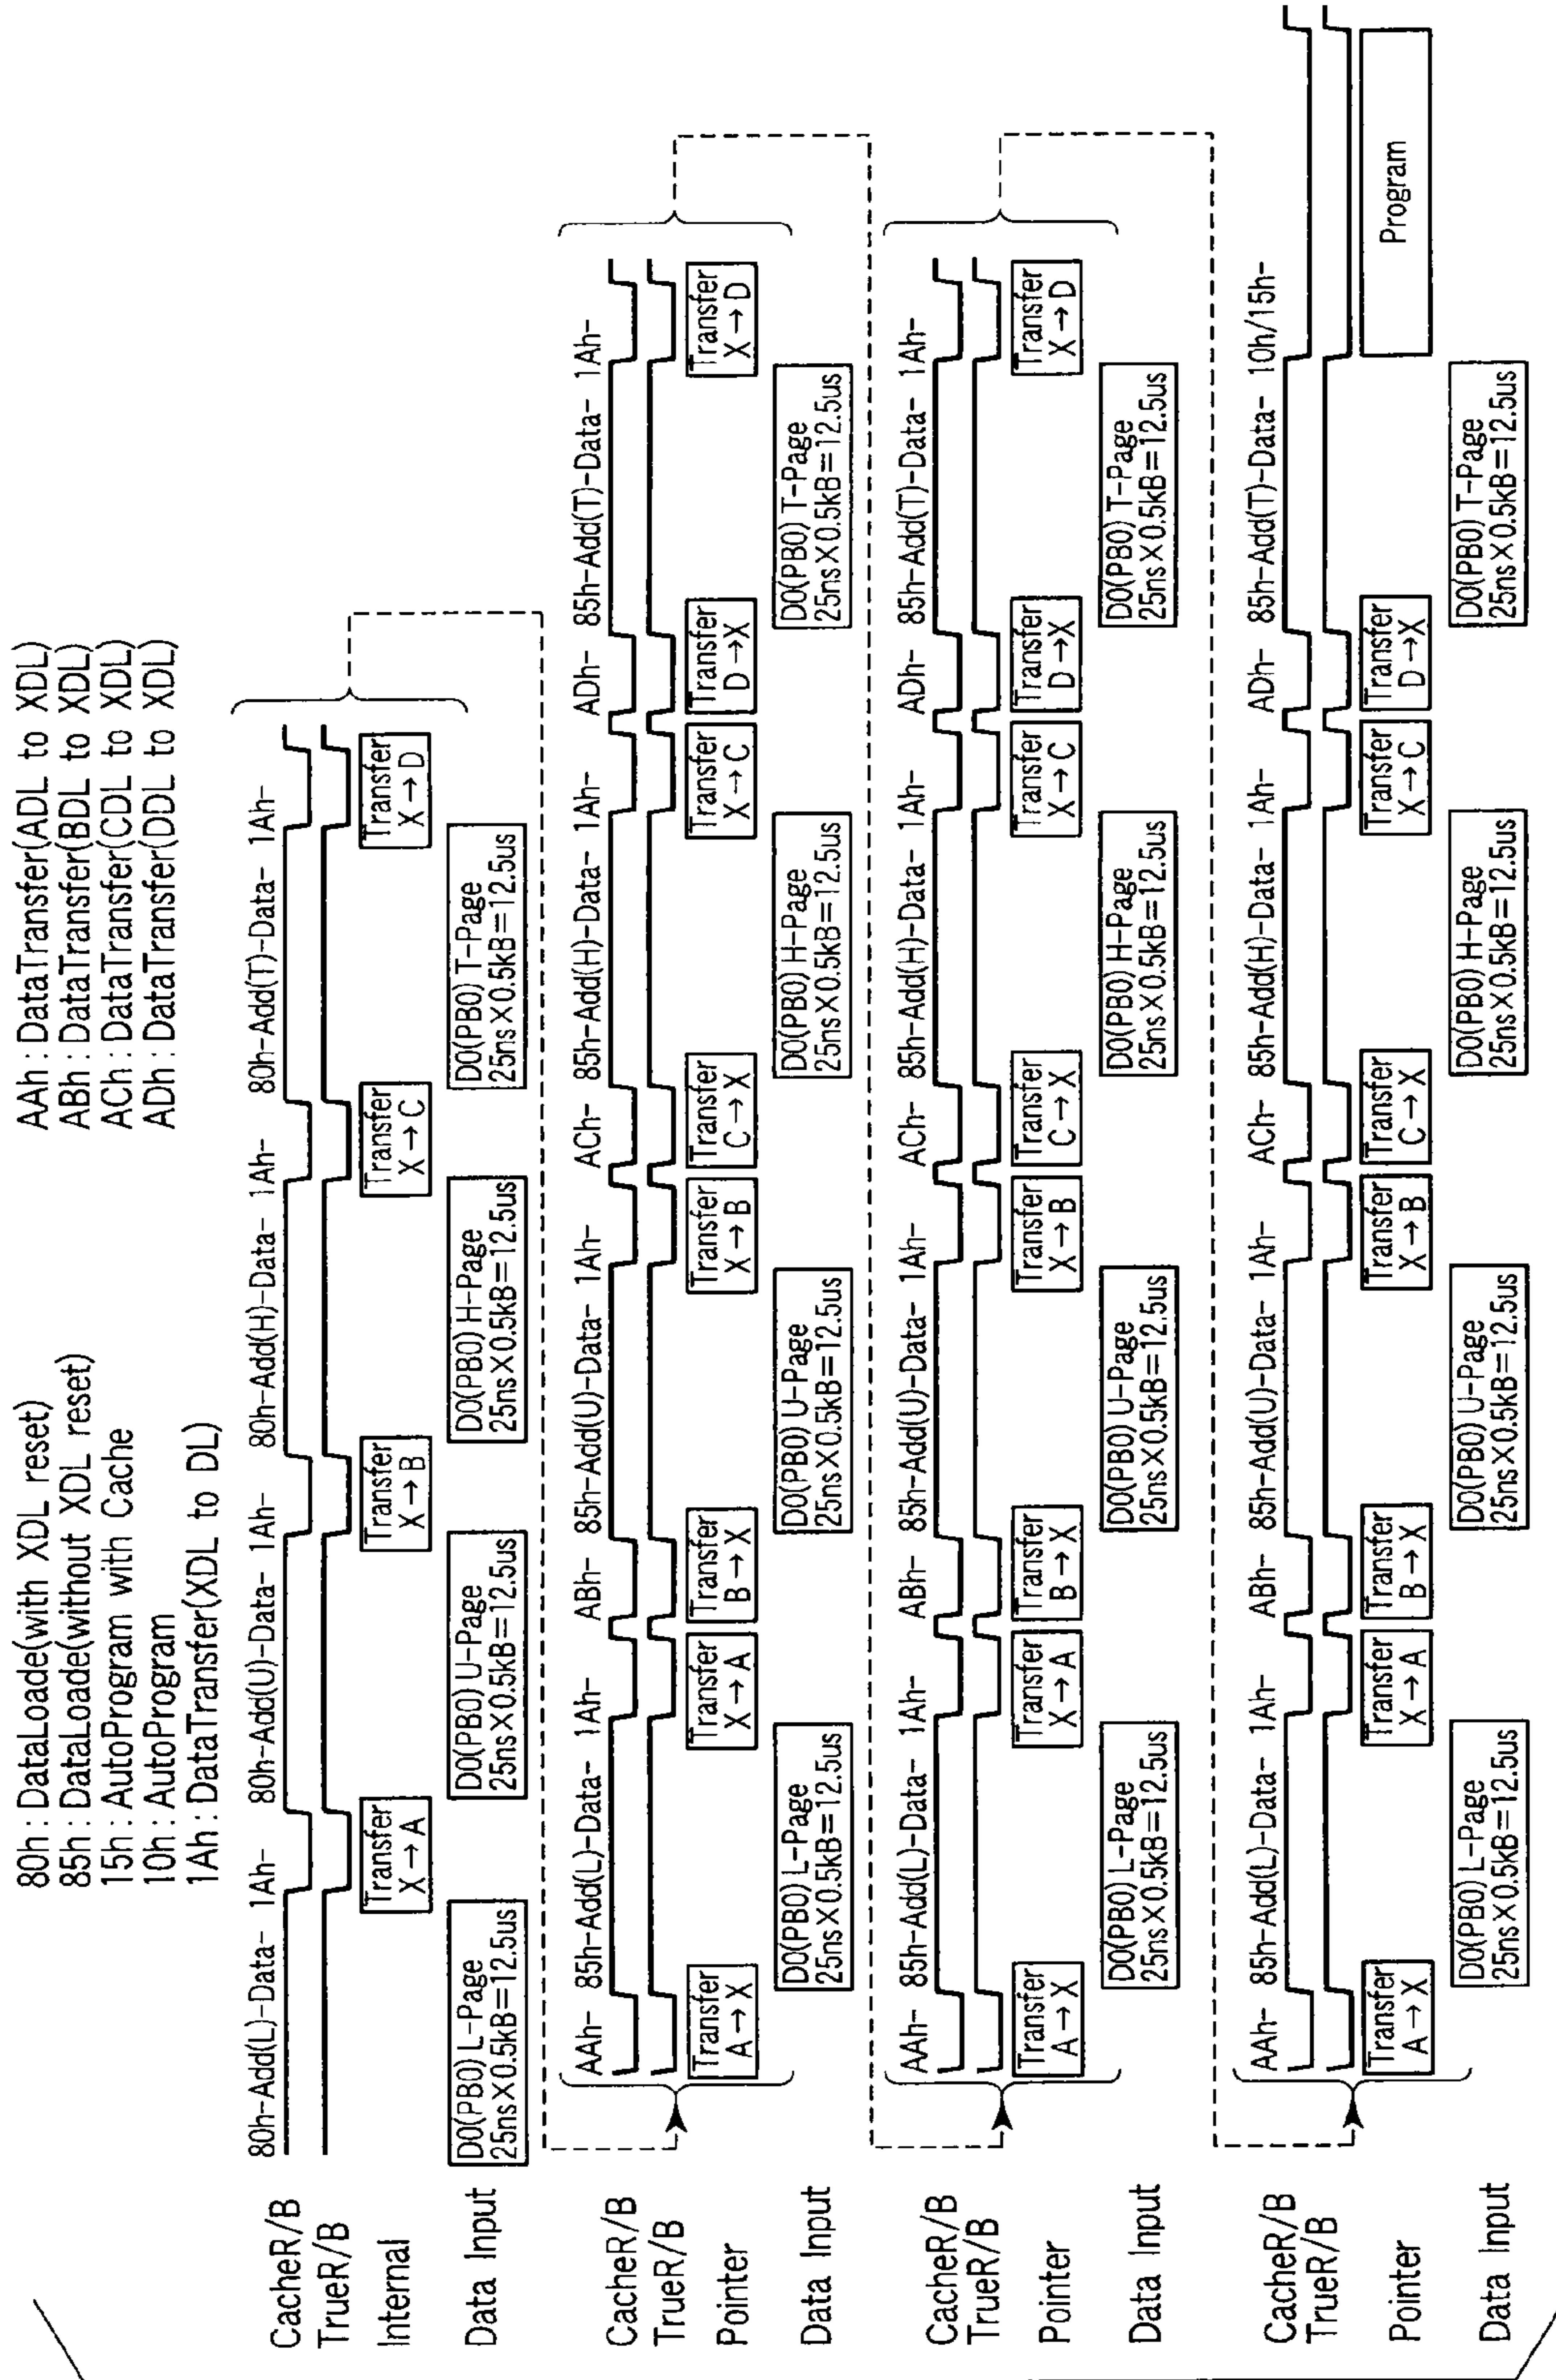 80h : DataLoade(with XDL reset)
85h : DataLoade(without XDL reset)
15h : AutoProgram with Cache
10h : AutoProgram
1Ah : DataTransfer(XDL to DL)
AAh : DataTransfer(ADL to XDL)
ABh : DataTransfer(BDL to XDL)
ACh : DataTransfer(CDL to XDL)
ADh : DataTransfer(DDL to XDL)
80h-Add(L)-Data- 1Ah- 80h-Add(U)-Data- 1Ah- 80h-Add(H)-Data- 1Ah- 80h-Add(T)-Data- 1Ah-
CacheR/B
TrueR/B
Internal
Transfer X→A
Transfer X→B
Transfer X→C
Transfer X→D
Data Input
D0(PB0) L-Page
25ns×0.5kB=12.5us
D0(PB0) U-Page
25ns×0.5kB=12.5us
D0(PB0) H-Page
25ns×0.5kB=12.5us
D0(PB0) T-Page
25ns×0.5kB=12.5us
AAh- 85h-Add(L)-Data- 1Ah- ABh- 85h-Add(U)-Data- 1Ah- ACh- 85h-Add(H)-Data- 1Ah- ADh- 85h-Add(T)-Data- 1Ah-
CacheR/B
TrueR/B
Pointer
Transfer A→X
Transfer X→A
Transfer B→X
Transfer X→B
Transfer C→X
Transfer X→C
Transfer D→X
Transfer X→D
Data Input
D0(PB0) L-Page
25ns×0.5kB=12.5us
D0(PB0) U-Page
25ns×0.5kB=12.5us
D0(PB0) H-Page
25ns×0.5kB=12.5us
D0(PB0) T-Page
25ns×0.5kB=12.5us
AAh- 85h-Add(L)-Data- 1Ah- ABh- 85h-Add(U)-Data- 1Ah- ACh- 85h-Add(H)-Data- 1Ah- ADh- 85h-Add(T)-Data- 1Ah-
CacheR/B
TrueR/B
Pointer
Transfer A→X
Transfer X→A
Transfer B→X
Transfer X→B
Transfer C→X
Transfer X→C
Transfer D→X
Transfer X→D
Data Input
D0(PB0) L-Page
25ns×0.5kB=12.5us
D0(PB0) U-Page
25ns×0.5kB=12.5us
D0(PB0) H-Page
25ns×0.5kB=12.5us
D0(PB0) T-Page
25ns×0.5kB=12.5us
AAh- 85h-Add(L)-Data- 1Ah- ABh- 85h-Add(U)-Data- 1Ah- ACh- 85h-Add(H)-Data- 1Ah- ADh- 85h-Add(T)-Data- 10h/15h-
CacheR/B
TrueR/B
Pointer
Transfer A→X
Transfer X→A
Transfer B→X
Transfer X→B
Transfer C→X
Transfer X→C
Transfer D→X
Program
Data Input
D0(PB0) L-Page
25ns×0.5kB=12.5us
D0(PB0) U-Page
25ns×0.5kB=12.5us
D0(PB0) H-Page
25ns×0.5kB=12.5us
D0(PB0) T-Page
25ns×0.5kB=12.5us